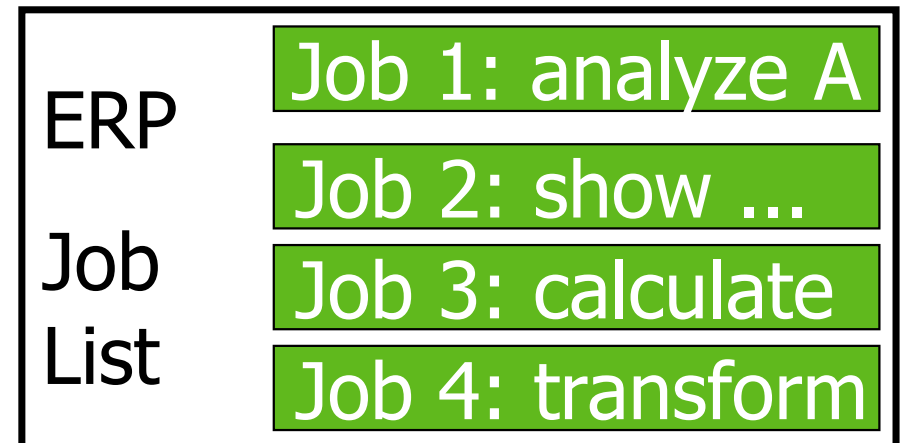 ERP
Job
List
Job 1: analyze A
Job 2: show ...
Job 3: calculate
Job 4: transform